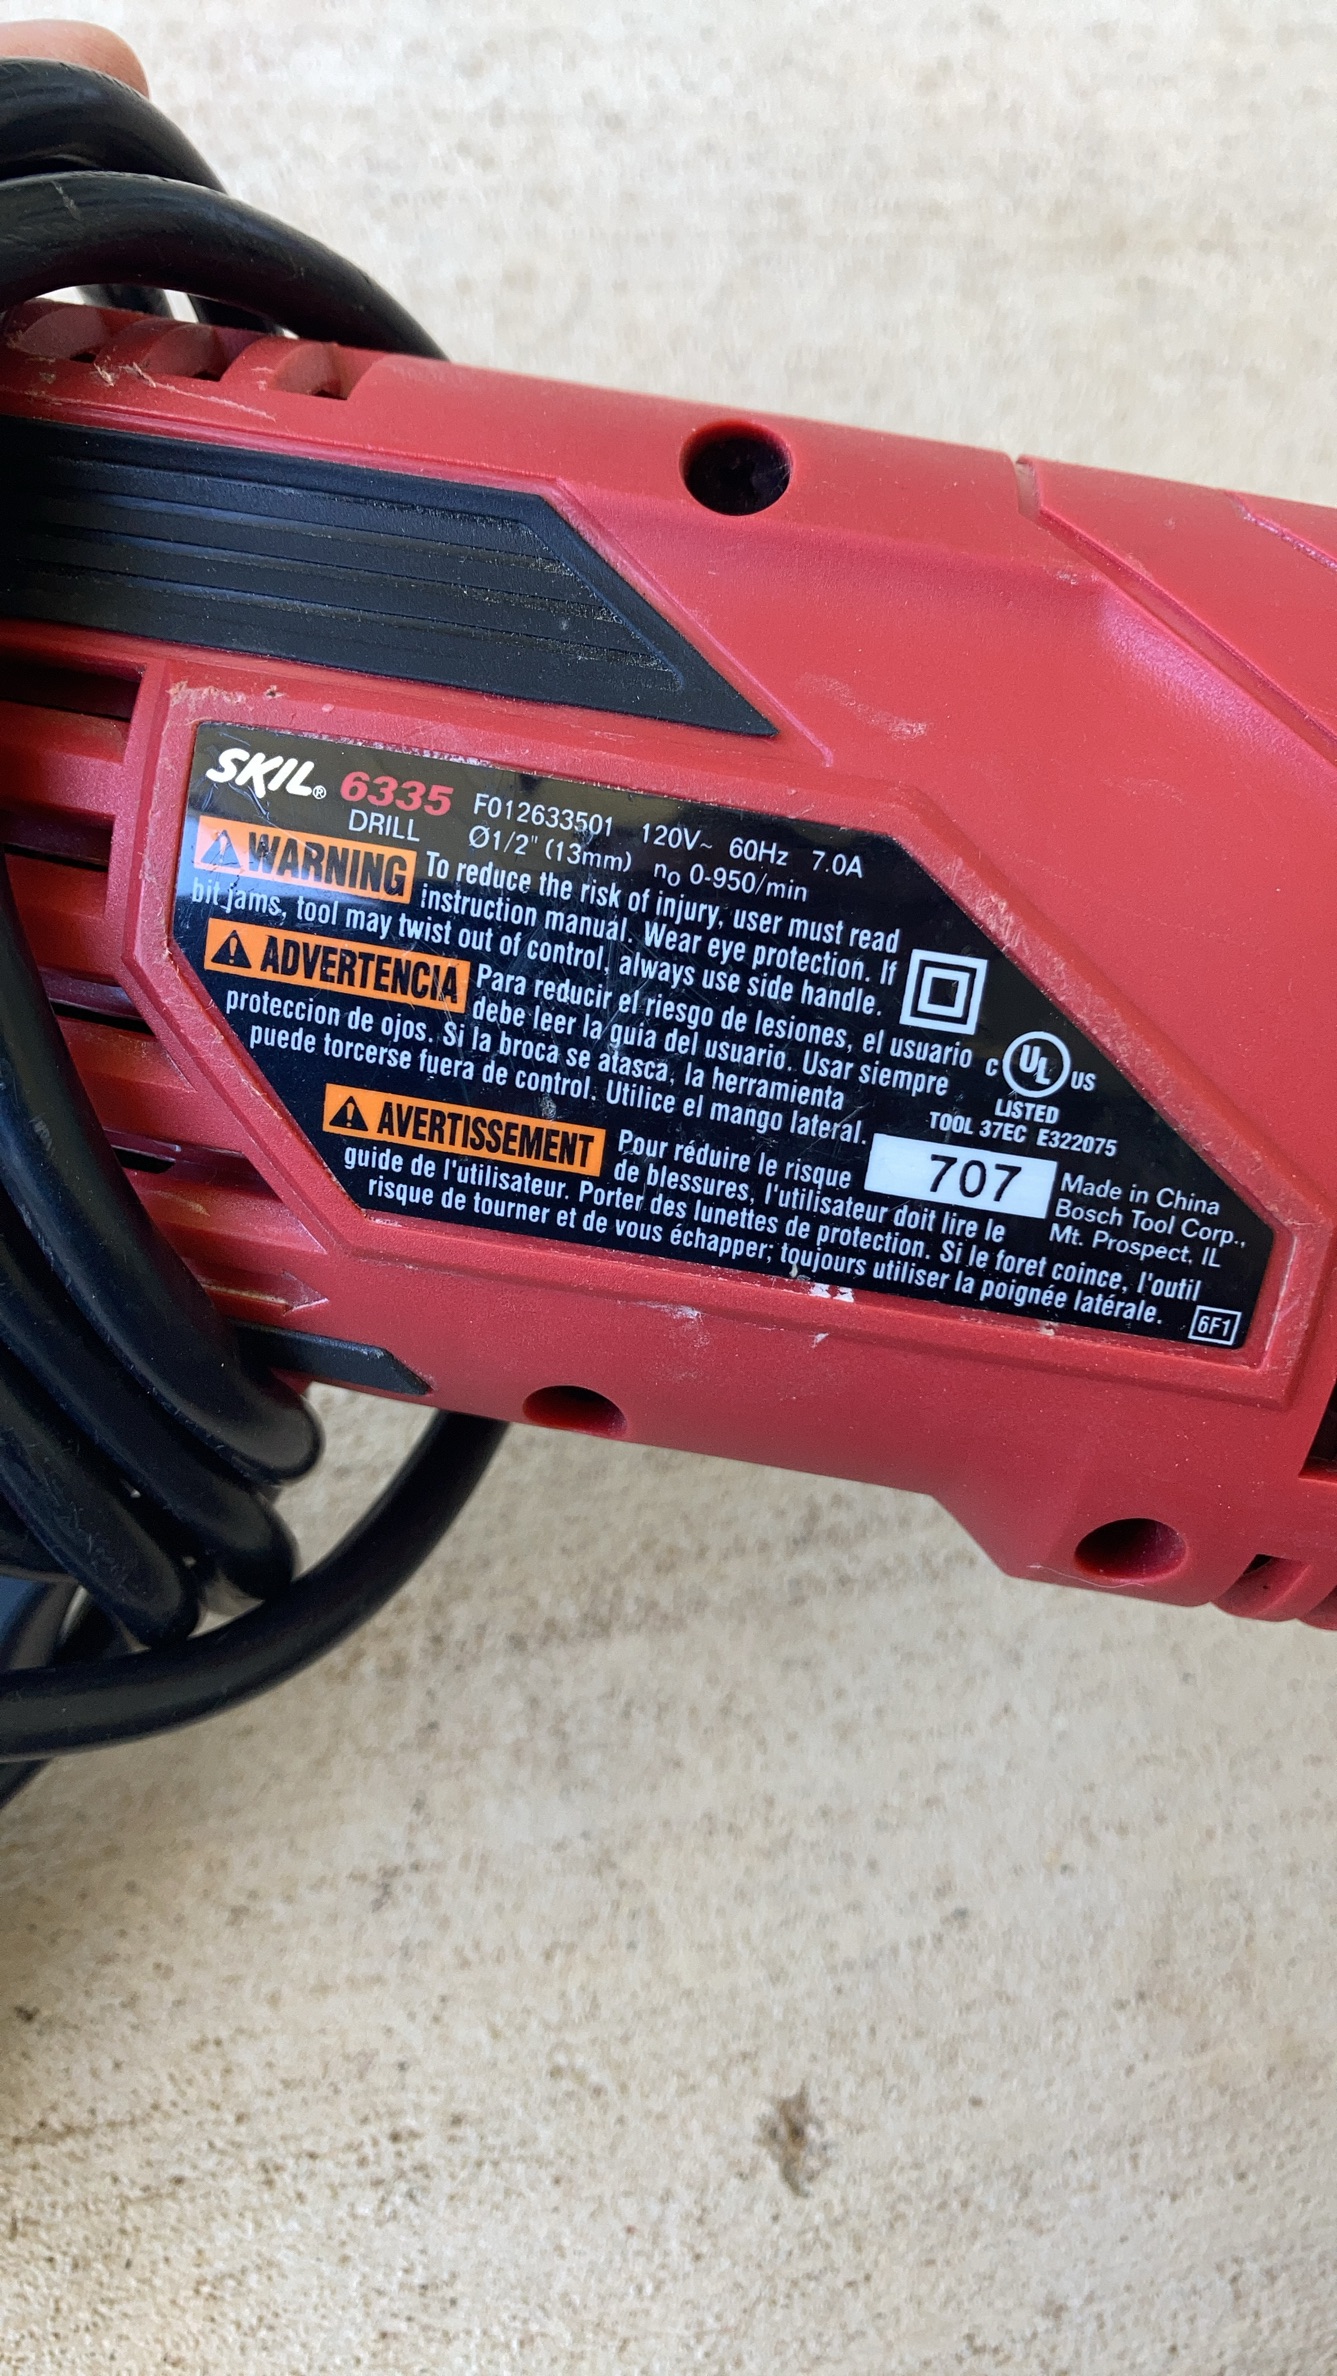 SKIL® 6335 F012633501 120V~ 60Hz 7.0A
DRILL Ø1/2" (13mm) n₀ 0-950/min
WARNING To reduce the risk of injury, user must read
instruction manual. Wear eye protection. If
bit jams, tool may twist out of control, always use side handle.
ADVERTENCIA Para reducir el riesgo de lesiones, el usuario
debe leer la guia del usuario. Usar siempre
proteccion de ojos. Si la broca se atasca, la herramienta
puede torcerse fuera de control. Utilice el mango lateral.
C UL US
LISTED
TOOL 37EC E322075
AVERTISSEMENT Pour réduire le risque
de blessures, l'utilisateur doit lire le
guide de l'utilisateur. Porter des lunettes de protection. Si le foret coince, l'outil
risque de tourner et de vous échapper; toujours utiliser la poignée latérale.
707
Made in China
Bosch Tool Corp.,
Mt. Prospect, IL
6F1